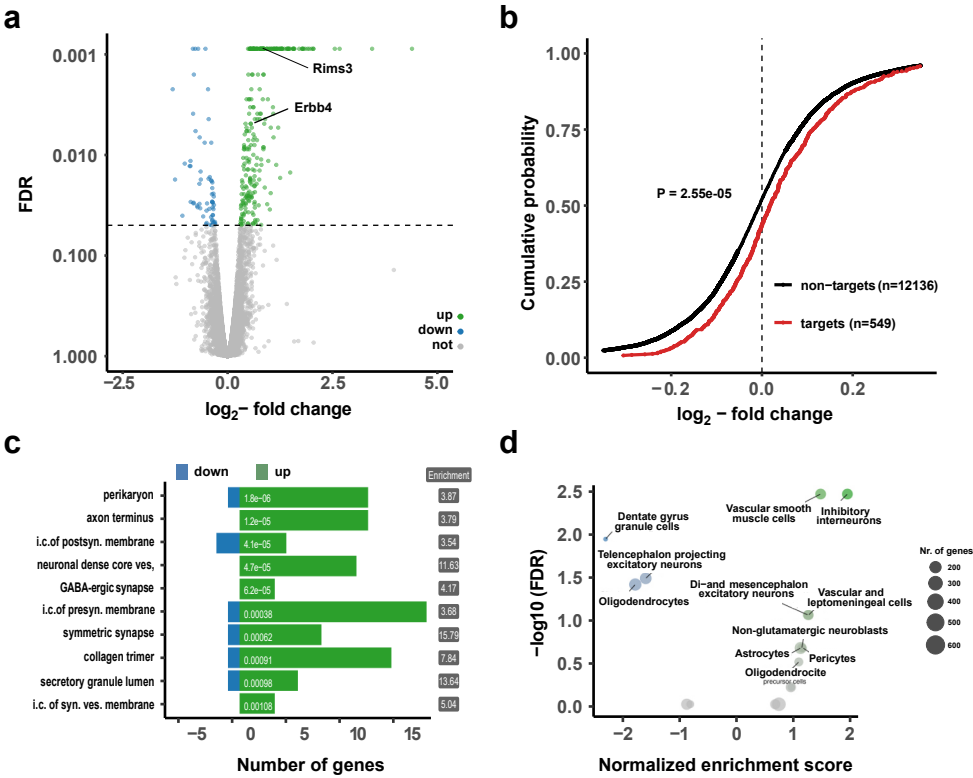 a
FDR
0.001
0.010
0.100
1.000
Rims3
Erbb4
up
down
not
−2.5
0.0
2.5
5.0
log2− fold change
b
Cumulative probability
1.00
0.75
0.50
0.25
0.00
P = 2.55e-05
non-targets (n=12136)
targets (n=549)
−0.2
0.0
0.2
log2 − fold change
c
down
up
Enrichment
perikaryon
1.8e−06
3.87
axon terminus
1.2e−05
3.79
i.c.of postsyn. membrane
4.1e−05
3.54
neuronal dense core ves,
4.7e−05
11.63
GABA-ergic synapse
6.2e−05
4.17
i.c.of presyn. membrane
0.00038
3.68
symmetric synapse
0.00062
15.79
collagen trimer
0.00091
7.84
secretory granule lumen
0.00098
13.64
i.c. of syn. ves. membrane
0.00108
5.04
−5
0
5
10
15
Number of genes
d
−log10 (FDR)
2.5
2.0
1.5
1.0
0.5
0.0
Vascular smooth
muscle cells
Inhibitory
interneurons
Dentate gyrus
granule cells
Telencephalon projecting
excitatory neurons
Oligodendrocytes
Di-and mesencephalon
excitatory neurons
Vascular and
leptomeningeal cells
Non-glutamatergic neuroblasts
Astrocytes
Pericytes
Oligodendrocite
precursor cells
Nr. of genes
200
300
400
500
600
−2
−1
0
1
2
Normalized enrichment score